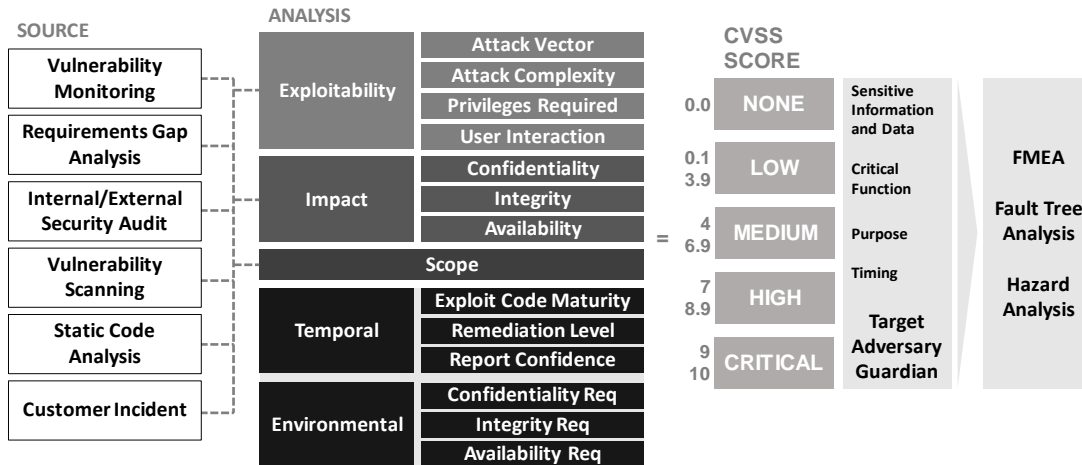 SOURCE
Vulnerability
Monitoring
Requirements Gap
Analysis
Internal/External
Security Audit
Vulnerability
Scanning
Static Code
Analysis
Customer Incident
ANALYSIS
Exploitability
Attack Vector
Attack Complexity
Privileges Required
User Interaction
Impact
Confidentiality
Integrity
Availability
Scope
Temporal
Exploit Code Maturity
Remediation Level
Report Confidence
Environmental
Confidentiality Req
Integrity Req
Availability Req
=
CVSS
SCORE
0.0
NONE
0.1
3.9
LOW
4
6.9
MEDIUM
7
8.9
HIGH
9
10
CRITICAL
Sensitive
Information
and Data
Critical
Function
Purpose
Timing
Target
Adversary
Guardian
FMEA
Fault Tree
Analysis
Hazard
Analysis